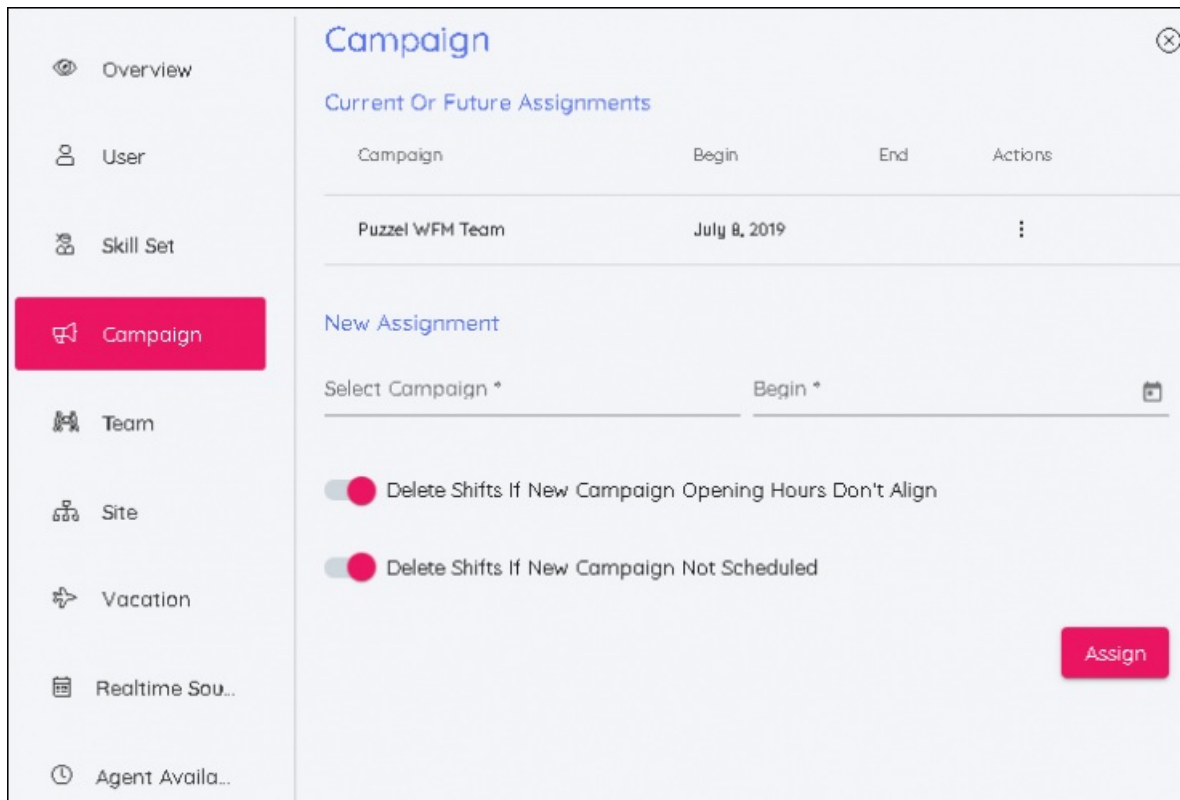 Overview
User
Skill Set
Campaign
Team
Site
Vacation
Realtime Sou...
Agent Availa...
Campaign
Current Or Future Assignments
Campaign Begin End Actions
Puzzel WFM Team July 8, 2019
New Assignment
Select Campaign * Begin *
Delete Shifts If New Campaign Opening Hours Don't Align
Delete Shifts If New Campaign Not Scheduled
Assign